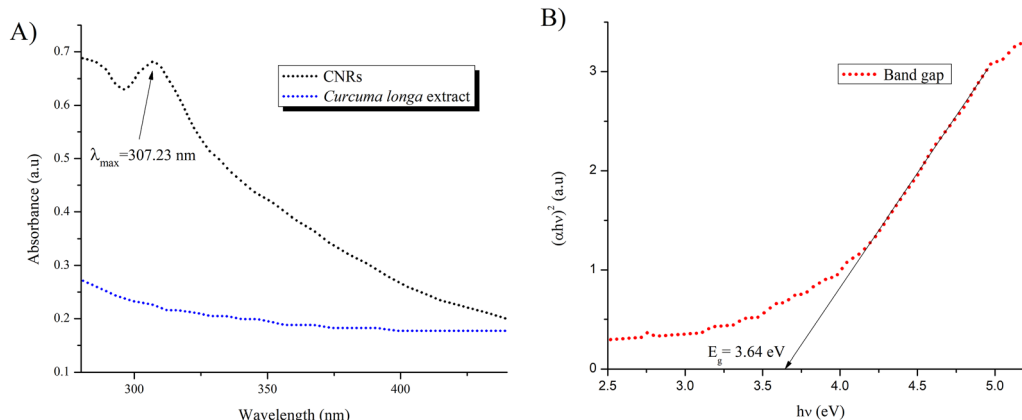 A)
0.7
0.6
0.5
0.4
0.3
0.2
0.1
Absorbance (a.u)
CNRs
Curcuma longa extract
λmax=307.23 nm
300
350
400
Wavelength (nm)
B)
3
2
1
0
(αhν)² (a.u)
Band gap
Eg= 3.64 eV
2.5
3.0
3.5
4.0
4.5
5.0
hν (eV)